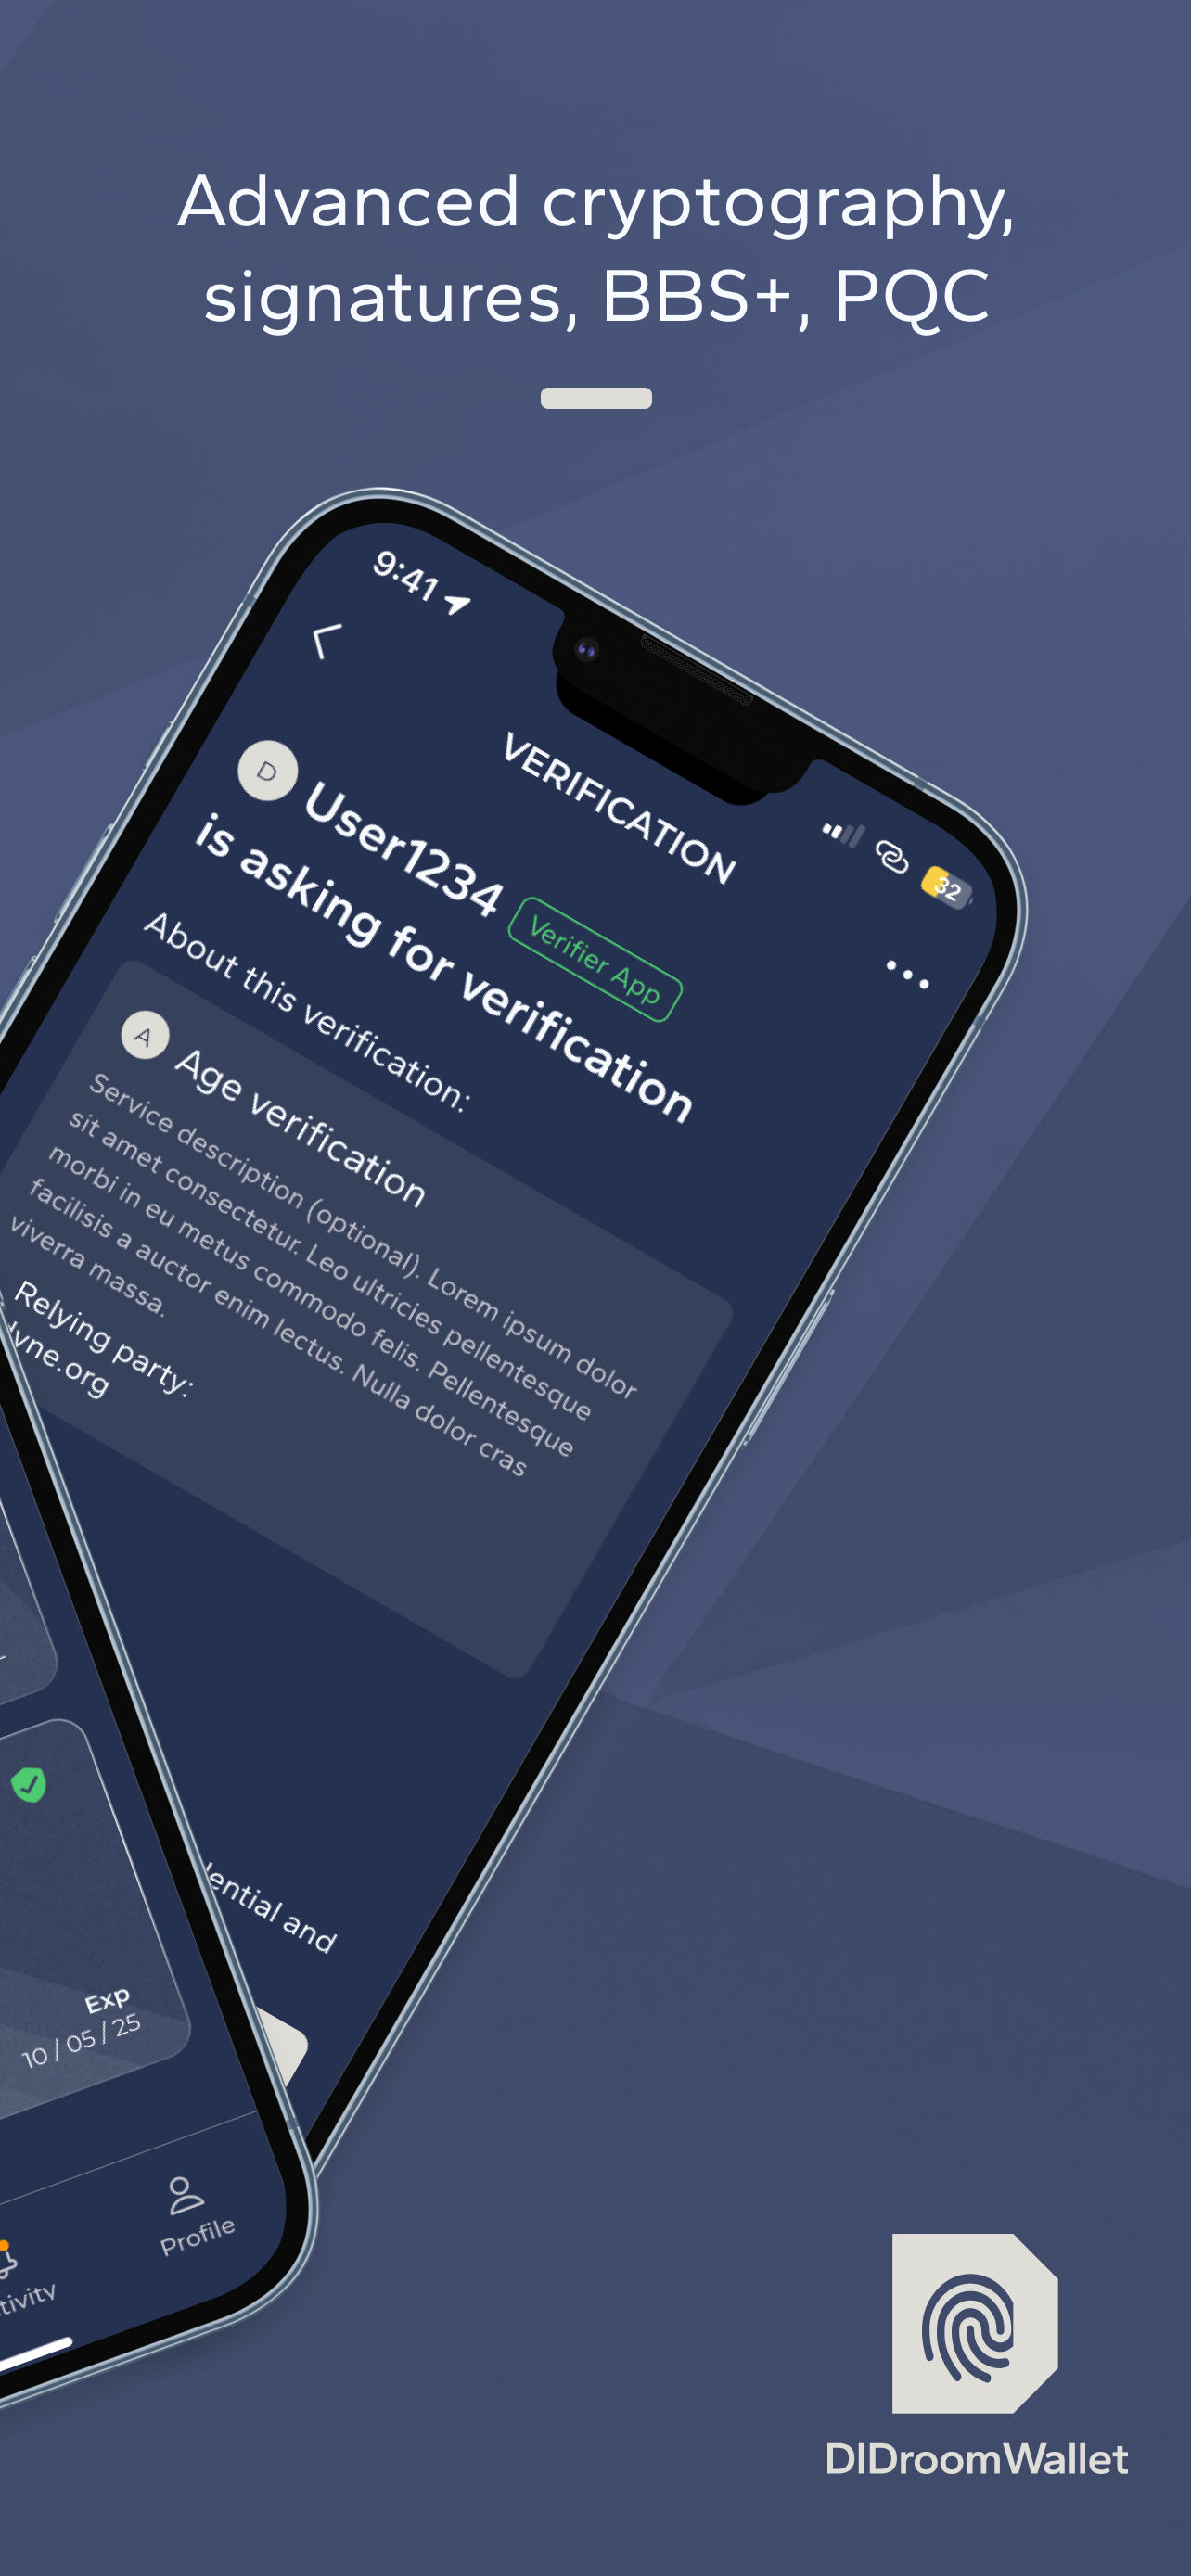 Advanced cryptography,
signatures, BBS+, PQC
9:41
32
VERIFICATION
D
User1234
Verifier App
is asking for verification
About this verification:
A
Age verification
Service description (optional). Lorem ipsum dolor
sit amet consectetur. Leo ultricies pellentesque
morbi in eu metus commodo felis. Pellentesque
facilisis a auctor enim lectus. Nulla dolor cras
viverra massa.
Relying party:
yne.org
ential and
Exp
10 / 05 / 25
tivity
Profile
DIDroomWallet